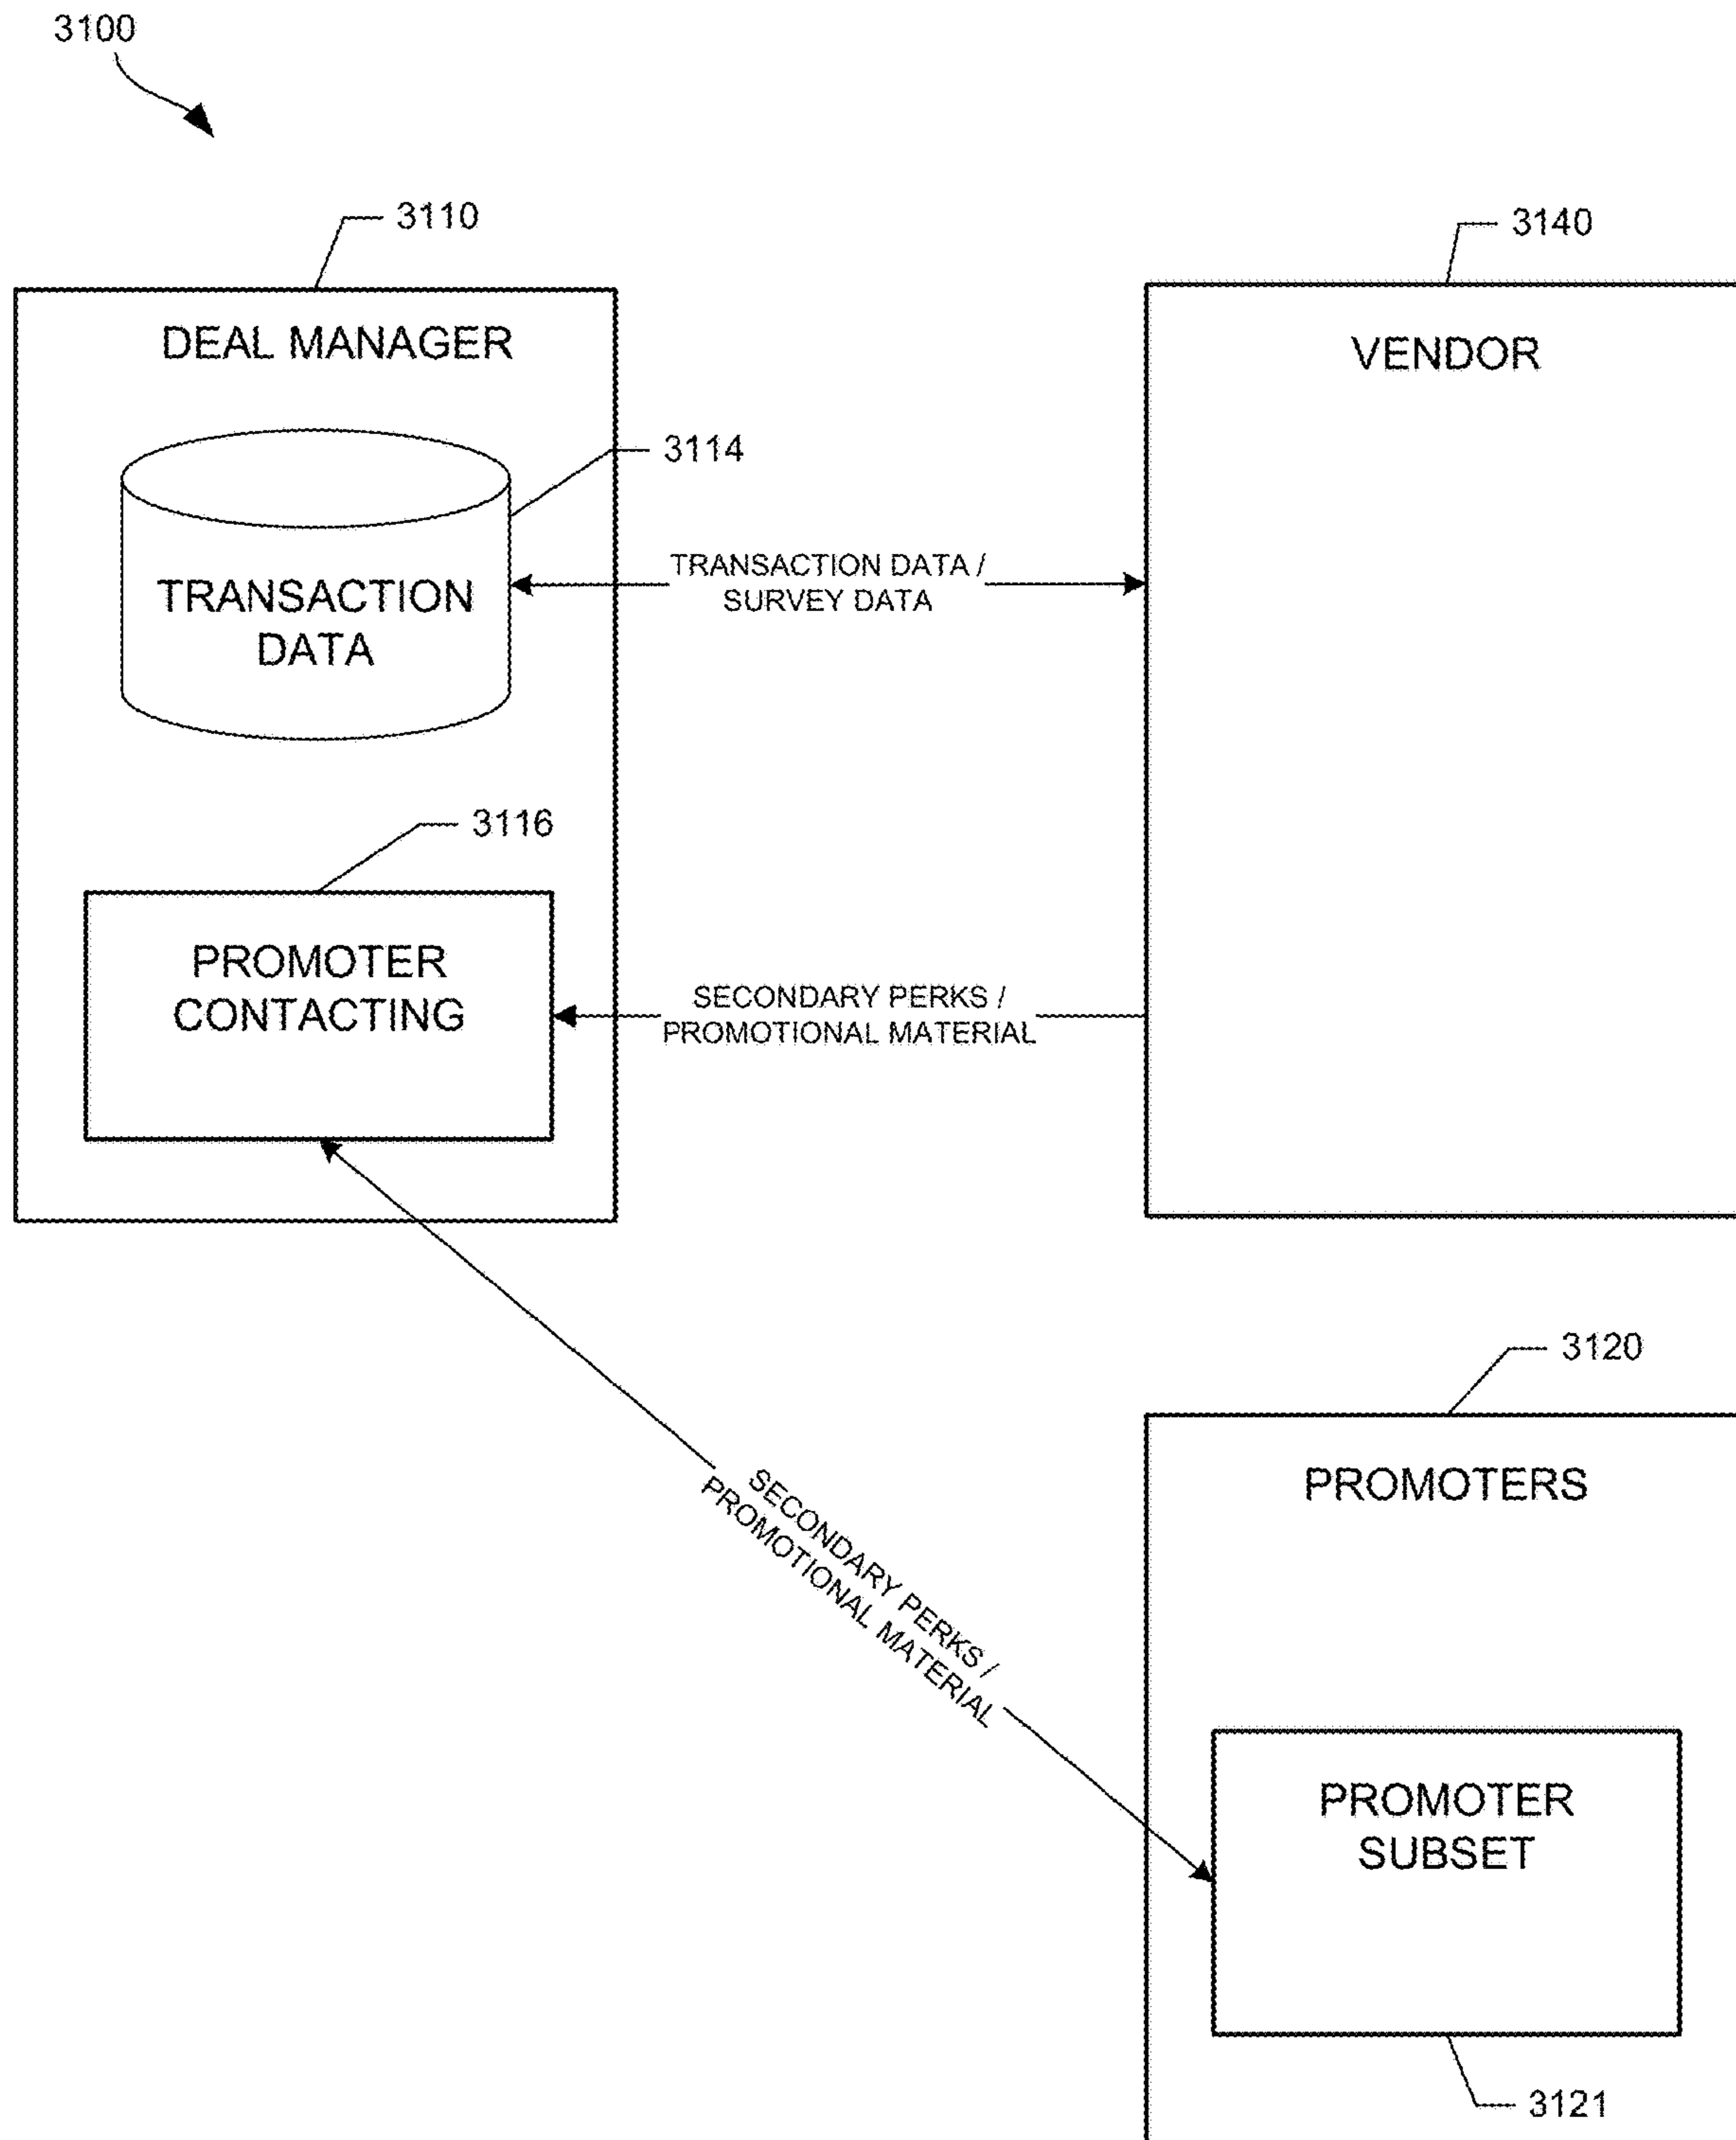 3100
3110
3140
DEAL MANAGER
VENDOR
3114
TRANSACTION DATA /
SURVEY DATA
TRANSACTION
DATA
3116
PROMOTER
CONTACTING
SECONDARY PERKS /
PROMOTIONAL MATERIAL
3120
PROMOTERS
SECONDARY PERKS /
PROMOTIONAL MATERIAL
PROMOTER
SUBSET
3121